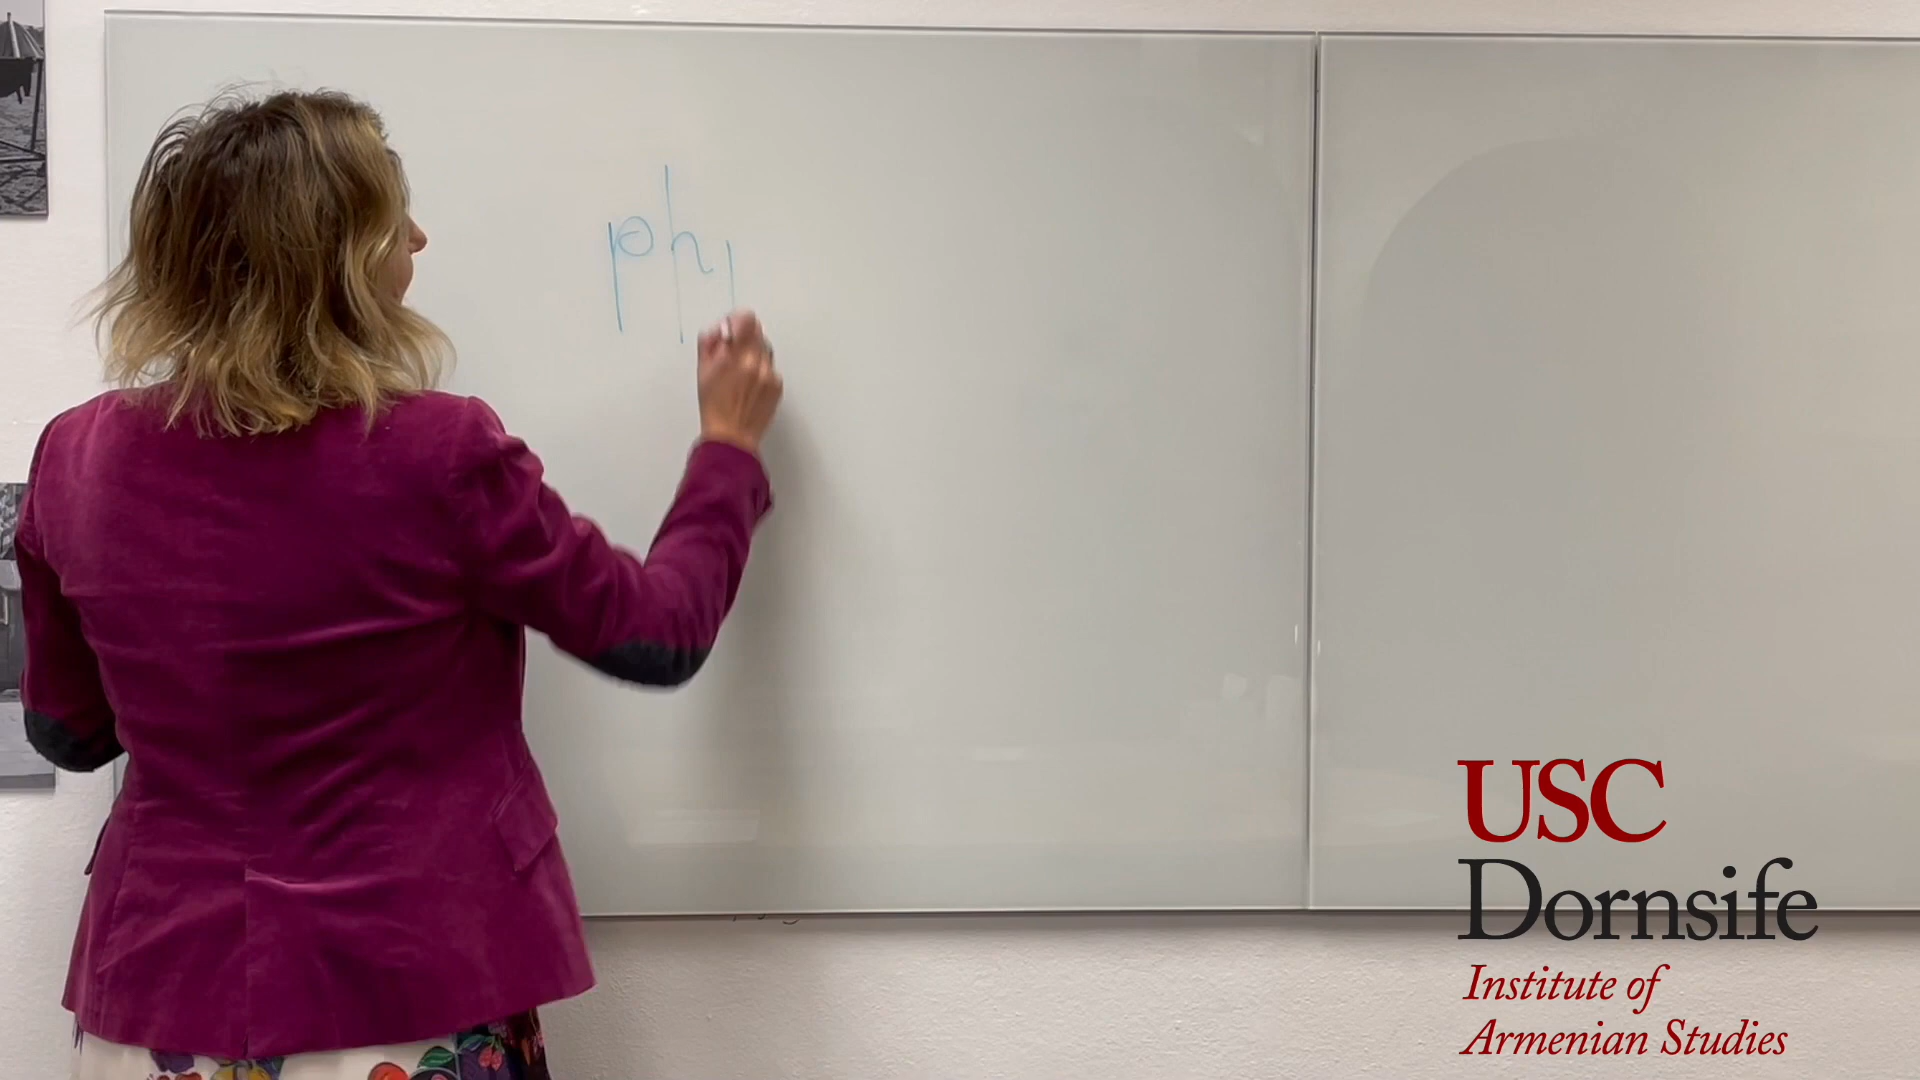 USC
Dornsife
Institute of
Armenian Studies